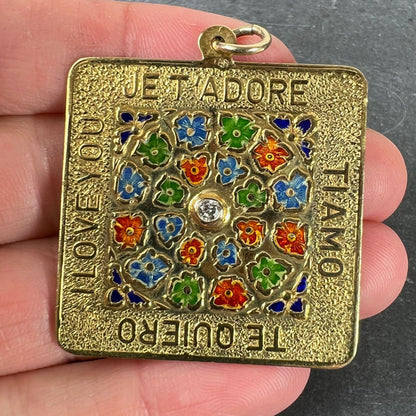 JE T'ADORE
TI AMO
TE QUIERO
I LOVE YOU